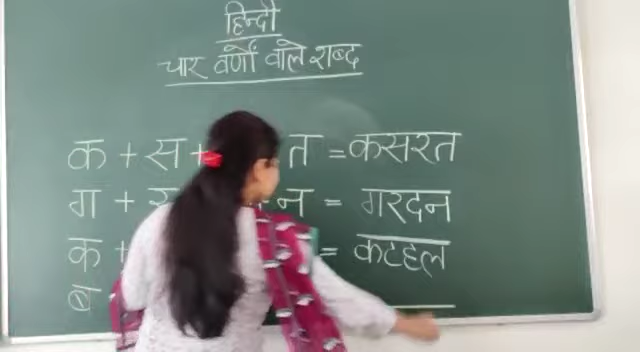 हिन्दी
चार वर्णों वाले शब्द
क + स + त = कसरत
ग + न = गरदन
क + = कटहल
ब